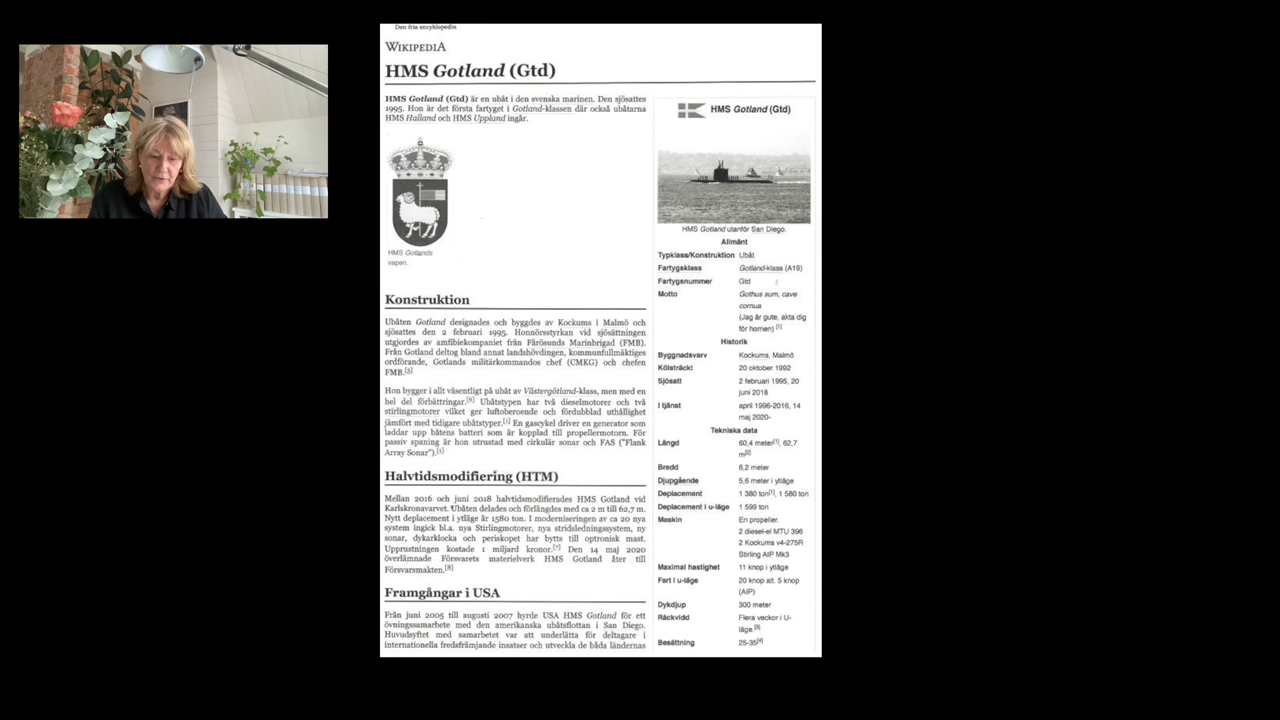 Den fria encyklopedin
WIKIPEDIA
HMS Gotland (Gtd)
HMS Gotland (Gtd) är en ubåt i den svenska marinen. Den sjösattes
1995. Hon är det första fartyget i Gotland-klassen där också ubåtarna
HMS Halland och HMS Uppland ingår.
HMS Gotlands
vapen.
Konstruktion
Ubåten Gotland designades och byggdes av Kockums i Malmö och
sjösattes den 2 februari 1995. Honnörsstyrkan vid sjösättningen
utgjordes av amfibiekompaniet från Fårösunds Marinbrigad (FMB).
Från Gotland deltog bland annat landshövdingen, kommunfullmäktiges
ordförande, Gotlands militärkommandos chef (CMKG) och chefen
FMB.[5]
Hon bygger i allt väsentligt på ubåt av Västergötland-klass, men med en
hel del förbättringar.[6] Ubåtstypen har två dieselmotorer och två
stirlingmotorer vilket ger luftoberoende och fördubblad uthållighet
jämfört med tidigare ubåtstyper.[1] En gascykel driver en generator som
laddar upp båtens batteri som är kopplad till propellermotorn. För
passiv spaning är hon utrustad med cirkulär sonar och FAS ("Flank
Array Sonar").[1]
Halvtidsmodifiering (HTM)
Mellan 2016 och juni 2018 halvtidsmodifierades HMS Gotland vid
Karlskronavarvet. Ubåten delades och förlängdes med ca 2 m till 62,7 m.
Nytt deplacement i ytläge är 1580 ton. I moderniseringen av ca 20 nya
system ingick bl.a. nya Stirlingmotorer, nya stridsledningssystem, ny
sonar, dykarklocka och periskopet har bytts till optronisk mast.
Upprustningen kostade 1 miljard kronor.[7] Den 14 maj 2020
överlämnade Försvarets materielverk HMS Gotland åter till
Försvarsmakten.[8]
Framgångar i USA
Från juni 2005 till augusti 2007 hyrde USA HMS Gotland för ett
övningssamarbete med den amerikanska ubåtsflottan i San Diego.
Huvudsyftet med samarbetet var att underlätta för deltagare i
internationella fredsfrämjande insatser och utveckla de båda ländernas
HMS Gotland (Gtd)
HMS Gotland utanför San Diego.
Allmänt
Typklass/Konstruktion Ubåt
Fartygsklass Gotland-klass (A19)
Fartygsnummer Gtd
Motto Gothus sum, cave
cornua
(Jag är gute, akta dig
för hornen) [1]
Historik
Byggnadsvarv Kockums, Malmö
Kölsträckt 20 oktober 1992
Sjösatt 2 februari 1995, 20
juni 2018
I tjänst april 1996-2016, 14
maj 2020-
Tekniska data
Längd 60,4 meter[1], 62,7
m[2]
Bredd 6,2 meter
Djupgående 5,6 meter i ytläge
Deplacement 1 380 ton[1], 1 580 ton
Deplacement i u-läge 1 599 ton
Maskin En propeller.
2 diesel-el MTU 396
2 Kockums v4-275R
Stirling AIP Mk3
Maximal hastighet 11 knop i ytläge
Fart i u-läge 20 knop alt. 5 knop
(AIP)
Dykdjup 300 meter
Räckvidd Flera veckor i U-
läge.[3]
Besättning 25-35[4]